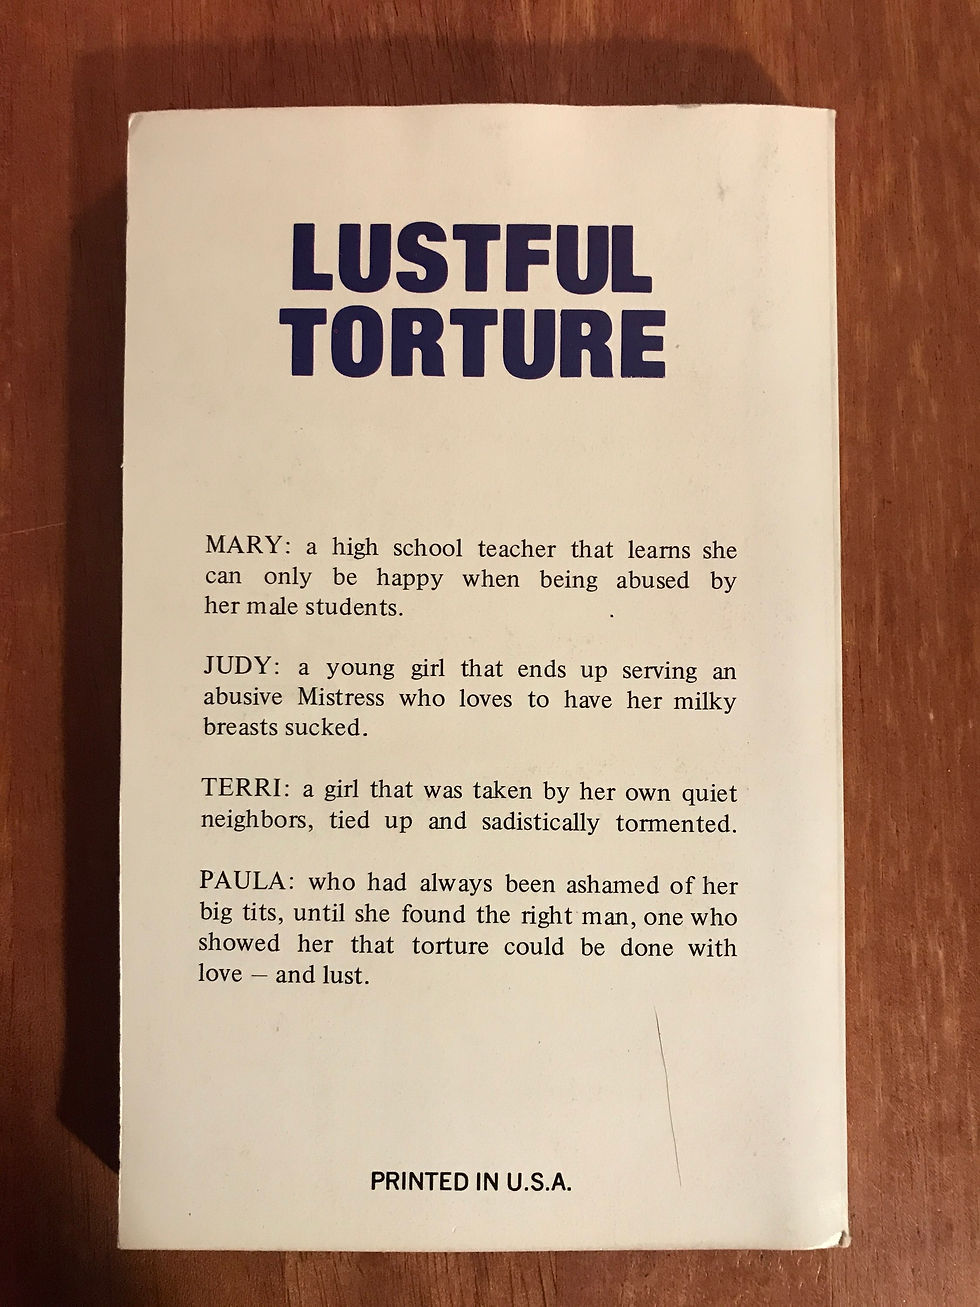 LUSTFUL
TORTURE
MARY: a high school teacher that learns she
can only be happy when being abused by
her male students.
JUDY: a young girl that ends up serving an
abusive Mistress who loves to have her milky
breasts sucked.
TERRI: a girl that was taken by her own quiet
neighbors, tied up and sadistically tormented.
PAULA: who had always been ashamed of her
big tits, until she found the right man, one who
showed her that torture could be done with
love – and lust.
PRINTED IN U.S.A.